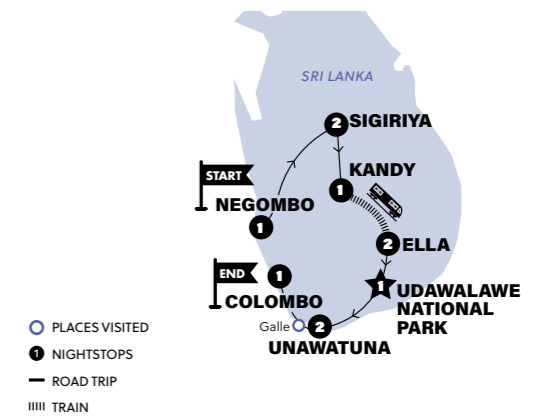 SRI LANKA
2 SIGIRIYA
KANDY
1
START
NEGOMBO
1
2 ELLA
END
1
COLOMBO
1 UDAWALAWE
NATIONAL
PARK
Galle
2
UNAWATUNA
PLACES VISITED
1 NIGHTSTOPS
ROAD TRIP
TRAIN